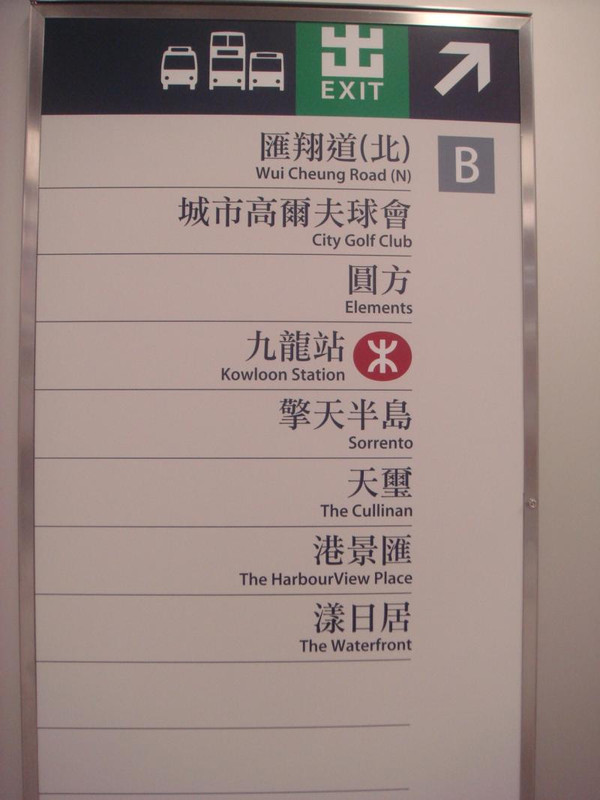 出
EXIT
匯翔道(北)
Wui Cheung Road (N)
B
城市高爾夫球會
City Golf Club
圓方
Elements
九龍站
Kowloon Station
擎天半島
Sorrento
天璽
The Cullinan
港景匯
The HarbourView Place
漾日居
The Waterfront